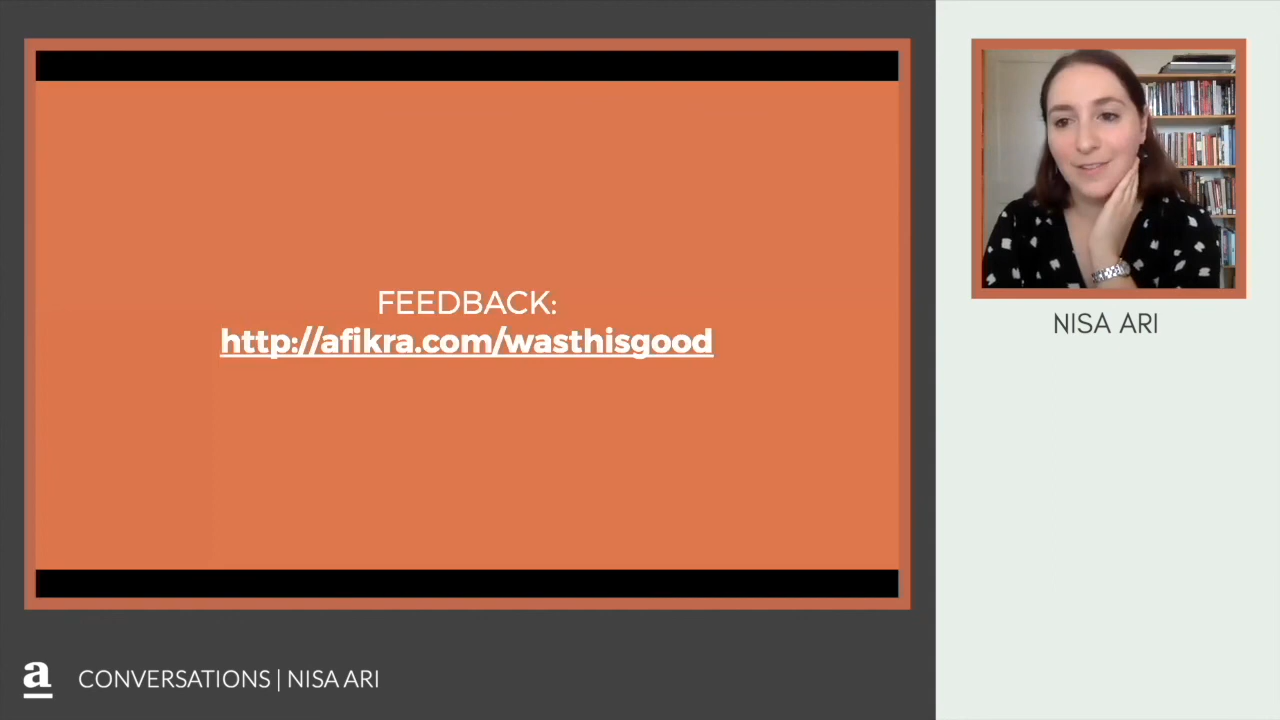 FEEDBACK:
http://afikra.com/wasthisgood
NISA ARI
a CONVERSATIONS | NISA ARI